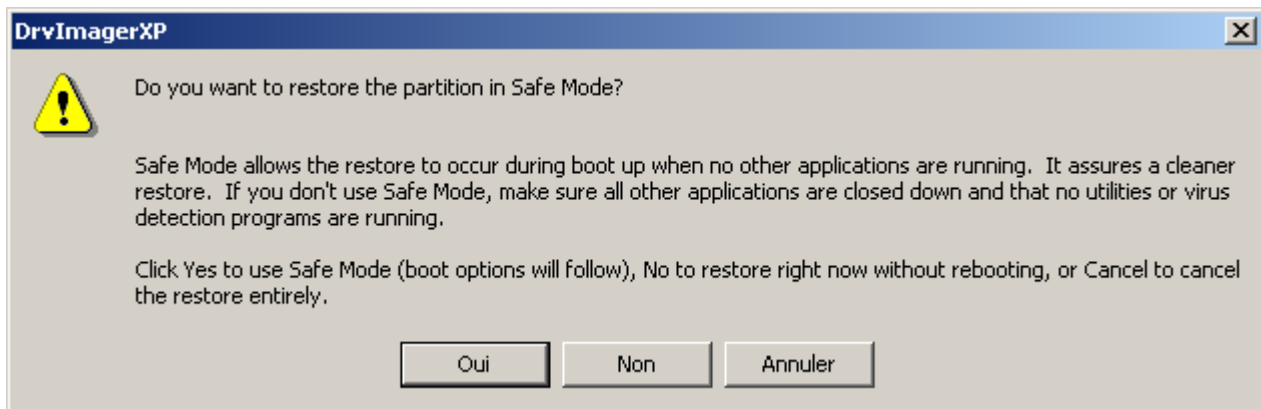 DrvImagerXP
Do you want to restore the partition in Safe Mode?
Safe Mode allows the restore to occur during boot up when no other applications are running.  It assures a cleaner
restore.  If you don't use Safe Mode, make sure all other applications are closed down and that no utilities or virus
detection programs are running.
Click Yes to use Safe Mode (boot options will follow), No to restore right now without rebooting, or Cancel to cancel
the restore entirely.
Oui Non Annuler